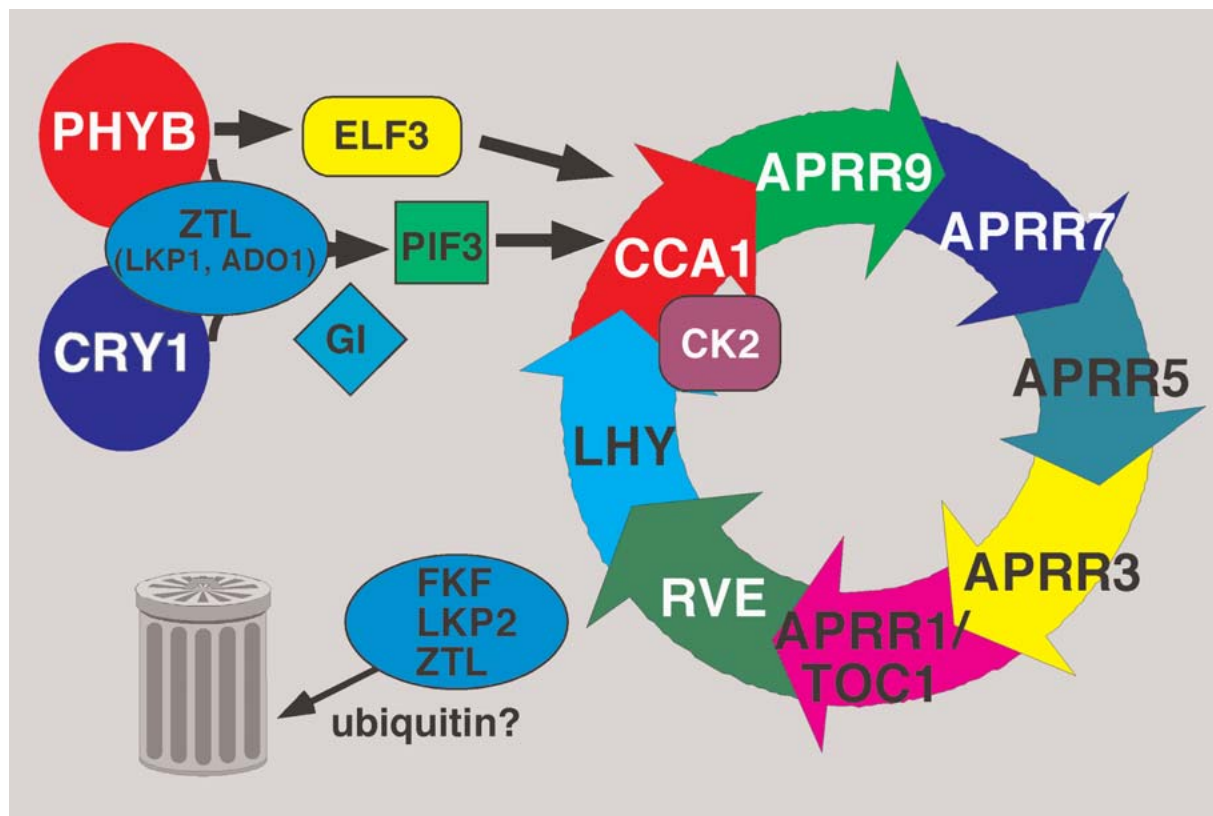 PHYB
ELF3
ZTL
(LKP1, ADO1)
PIF3
GI
CRY1
CCA1
CK2
APRR9
APRR7
APRR5
APRR3
APRR1/
TOC1
RVE
LHY
FKF
LKP2
ZTL
ubiquitin?